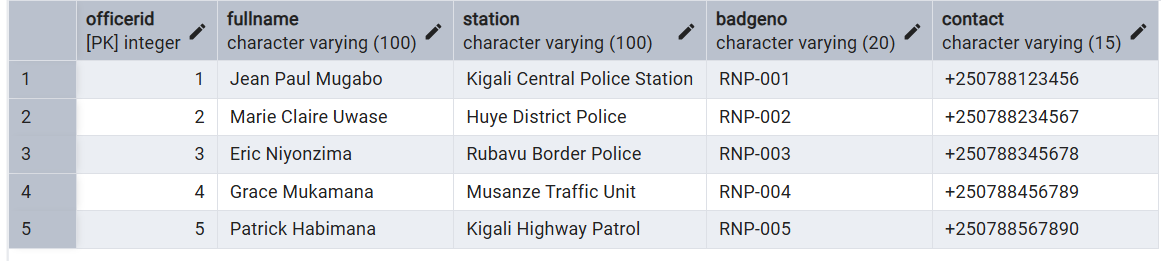 officerid fullname station badgeno contact
[PK] integer character varying (100) character varying (100) character varying (20) character varying (15)
1 1 Jean Paul Mugabo Kigali Central Police Station RNP-001 +250788123456
2 2 Marie Claire Uwase Huye District Police RNP-002 +250788234567
3 3 Eric Niyonzima Rubavu Border Police RNP-003 +250788345678
4 4 Grace Mukamana Musanze Traffic Unit RNP-004 +250788456789
5 5 Patrick Habimana Kigali Highway Patrol RNP-005 +250788567890